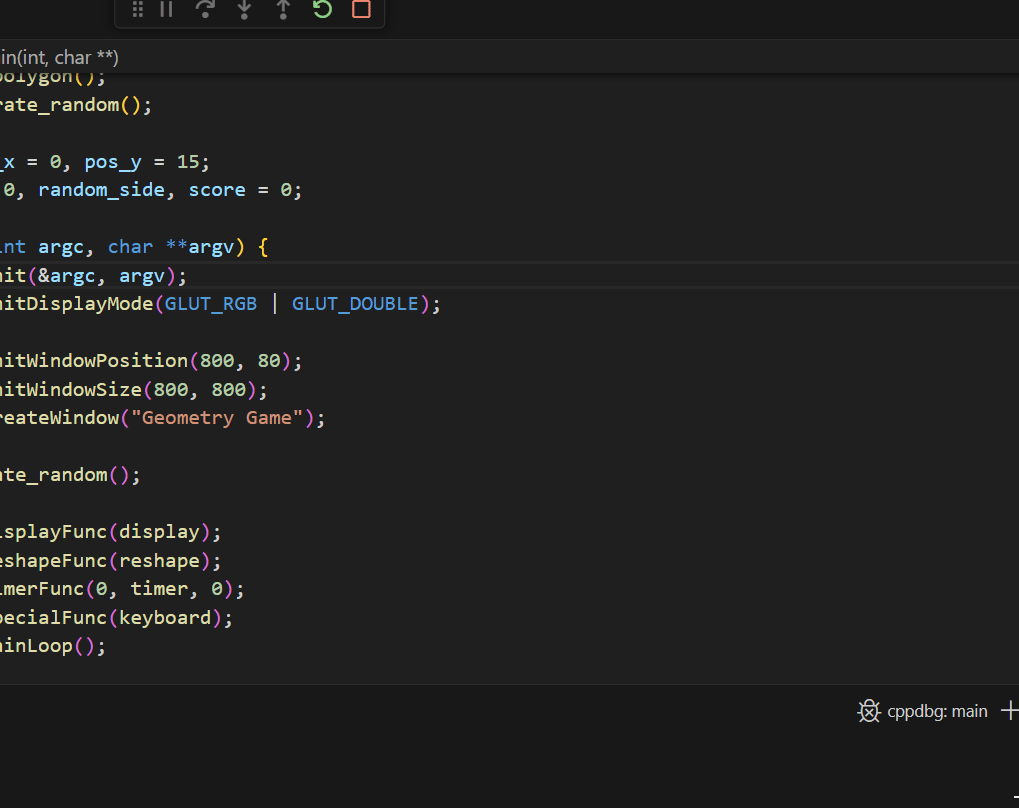 in(int, char **)
polygon();
rate_random();
_x = 0, pos_y = 15;
0, random_side, score = 0;
int argc, char **argv) {
nit(&argc, argv);
nitDisplayMode(GLUT_RGB | GLUT_DOUBLE);
nitWindowPosition(800, 80);
nitWindowSize(800, 800);
reateWindow("Geometry Game");
ate_random();
isplayFunc(display);
eshapeFunc(reshape);
imerFunc(0, timer, 0);
pecialFunc(keyboard);
ainLoop();
cppdbg: main